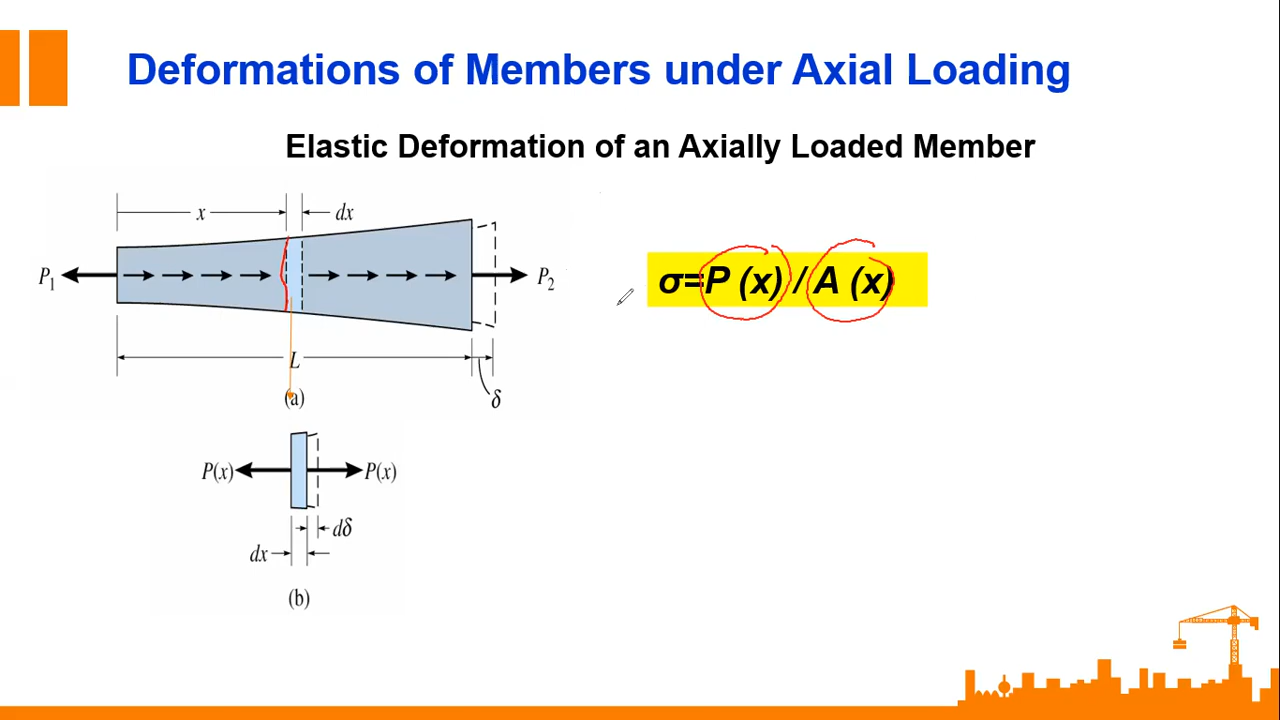 Deformations of Members under Axial Loading
Elastic Deformation of an Axially Loaded Member
x
dx
P1
P2
σ=P (x) / A (x)
L
(a)
δ
P(x)
P(x)
dδ
dx
(b)